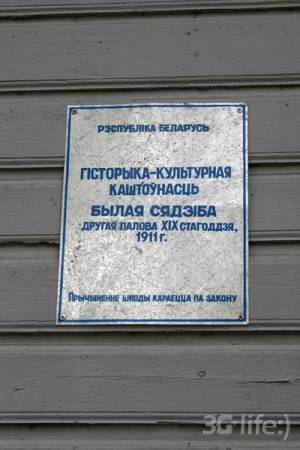 РЭСПУБЛІКА БЕЛАРУСЬ
ГІСТОРЫКА-КУЛЬТУРНАЯ
КАШТОЎНАСЦЬ
БЫЛАЯ СЯДЗІБА
ДРУГАЯ ПАЛОВА XIX СТАГОДДЗЯ,
1911 г.
ПРЫЧЫНЕННЕ ШКОДЫ КАРАЕЦЦА ПА ЗАКОНУ
3G life:)